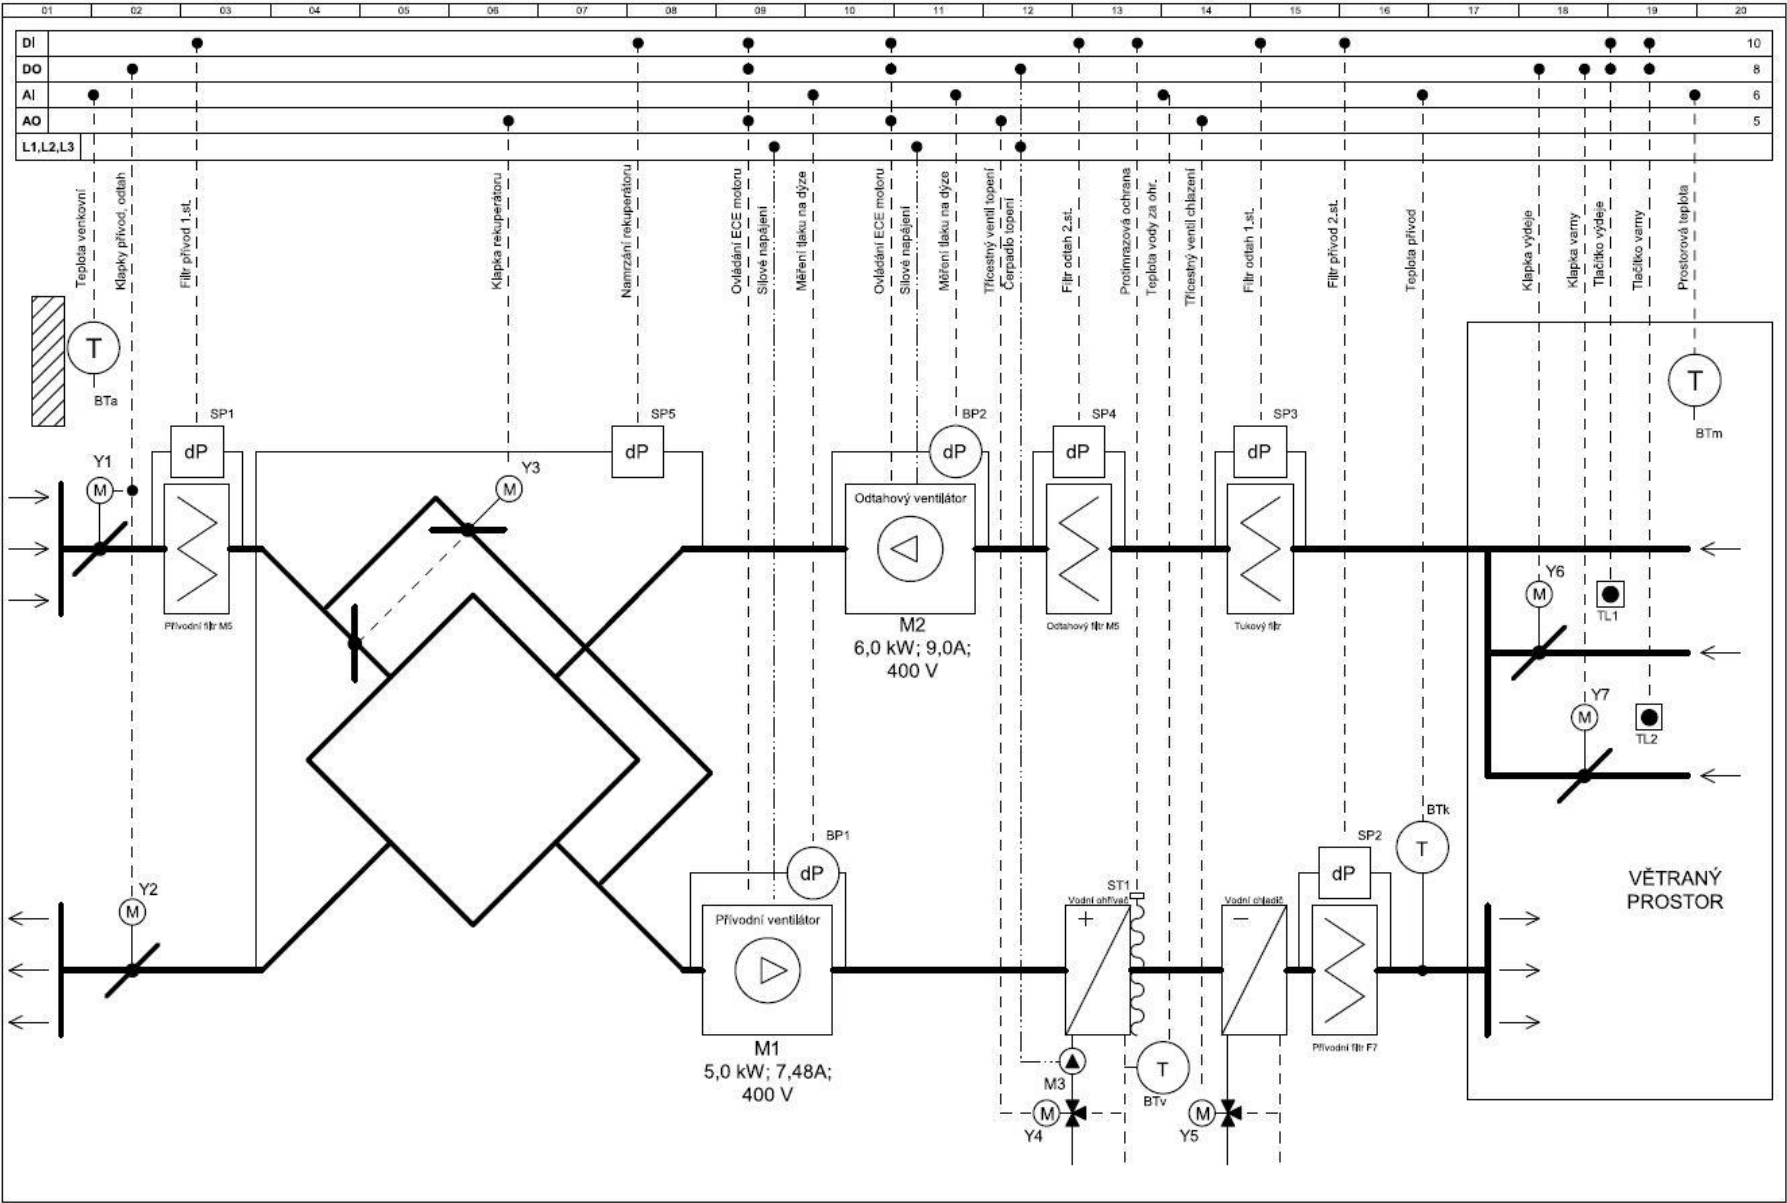 01 02 03 04 05 06 07 08 09 10 11 12 13 14 15 16 17 18 19 20
DI 10
DO 8
AI 6
AO 5
L1,L2,L3
Teplota venkovní
Klapky přívod, odtah
Filtr přívod 1.st.
Klapka rekuperátoru
Namrzání rekuperátoru
Ovládání ECE motoru
Silové napájení
Měření tlaku na dýze
Ovládání ECE motoru
Silové napájení
Měření tlaku na dýze
Třícestný ventil topení
Čerpadlo topení
Filtr odtah 2.st.
Protimrazová ochrana
Teplota vody za ohr.
Třícestný ventil chlazení
Filtr odtah 1.st.
Filtr přívod 2.st.
Teplota přívod
Klapka výdeje
Klapka varny
Tlačítko výdeje
Tlačítko varny
Prostorová teplota
T
BTa
T
BTm
SP1
dP
SP5
dP
BP2
dP
SP4
dP
SP3
dP
Y1
M
Y3
M
Přívodní filtr M5
Odtahový ventilátor
M2
6,0 kW; 9,0A;
400 V
Odtahový filtr M5
Tukový filtr
Y6
M
TL1
Y7
M
TL2
Y2
M
BP1
dP
Přívodní ventilátor
M1
5,0 kW; 7,48A;
400 V
ST1
Vodní ohřívač
+
Vodní chladič
−
SP2
dP
BTk
T
Přívodní filtr F7
VĚTRANÝ
PROSTOR
M3
T
BTv
M
Y4
M
Y5